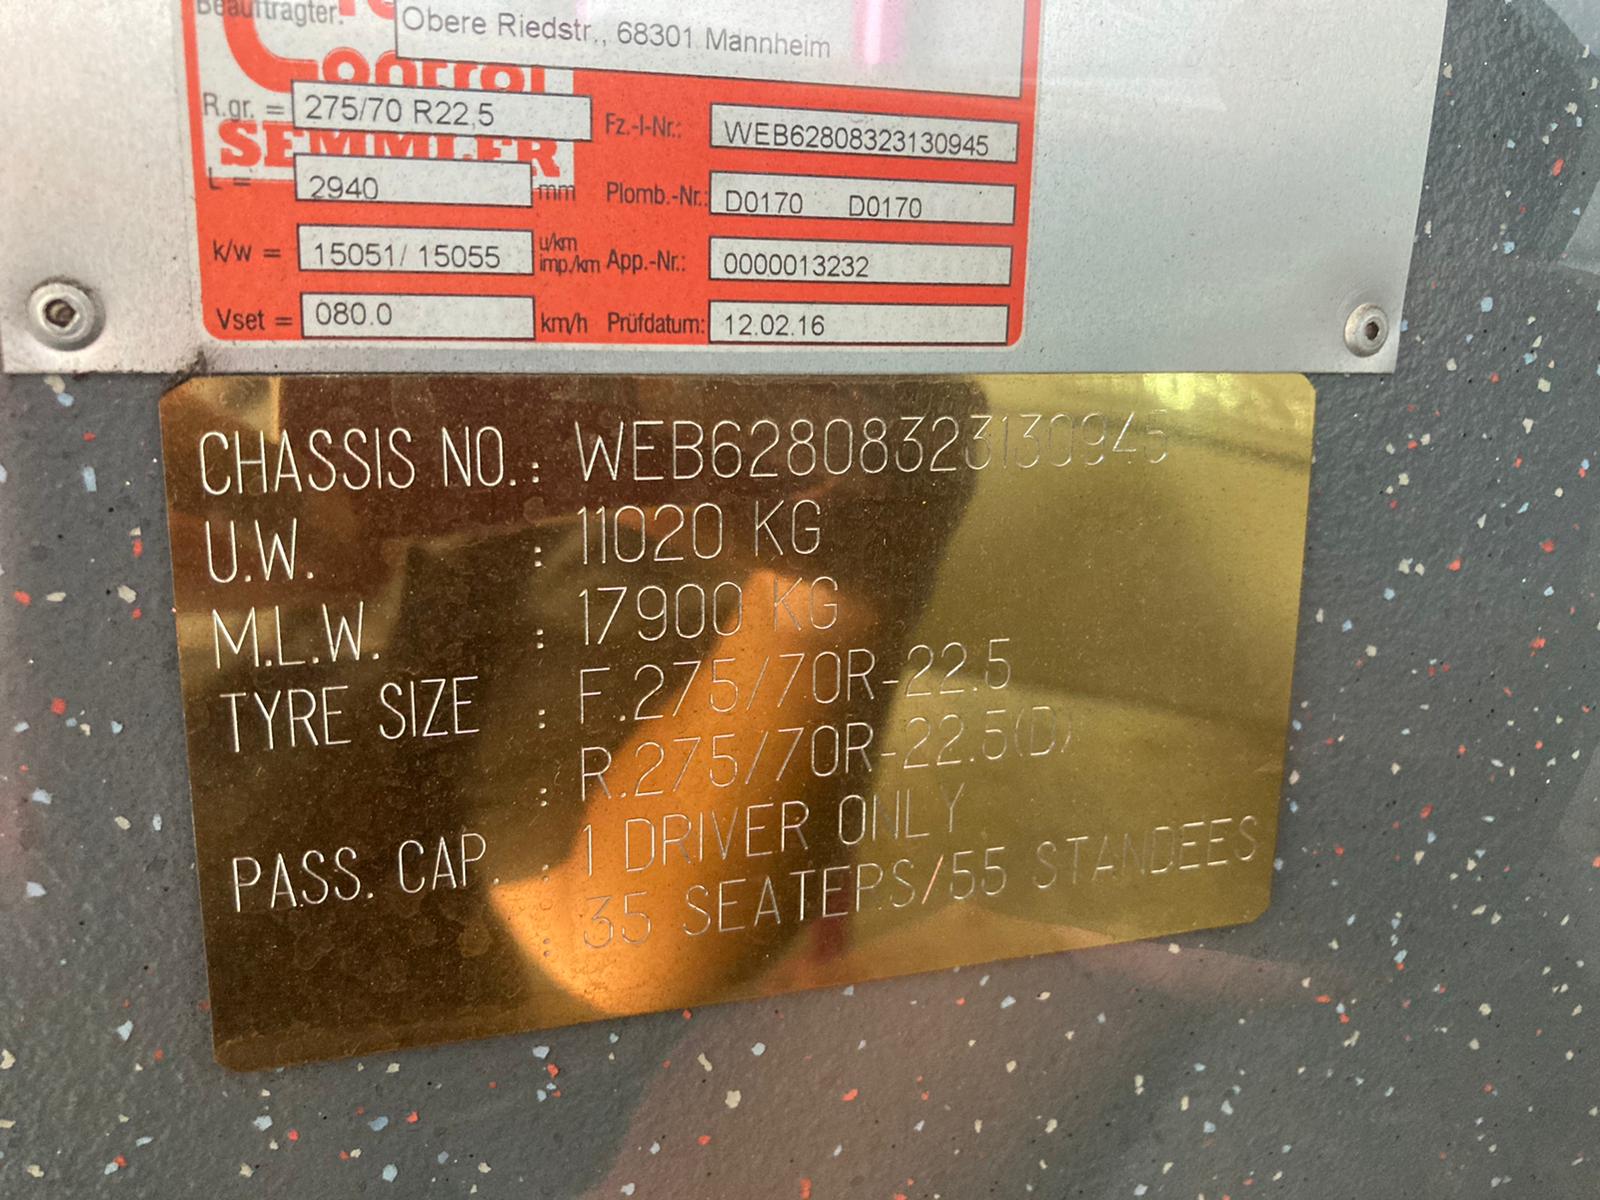 Beauftragter:
Obere Riedstr., 68301 Mannheim
Control
SEMMLER
R.gr. = 275/70 R22,5 Fz.-I-Nr.: WEB62808323130945
L = 2940 mm Plomb.-Nr.: D0170 D0170
k/w = 15051/ 15055 u/km imp./km App.-Nr.: 0000013232
Vset = 080.0 km/h Prüfdatum: 12.02.16
CHASSIS NO. : WEB62808323130945
U.W. : 11020 KG
M.L.W. : 17900 KG
TYRE SIZE : F.275/70R-22.5
: R.275/70R-22.5(D)
PASS. CAP. : 1 DRIVER ONLY
: 35 SEATERS/55 STANDEES